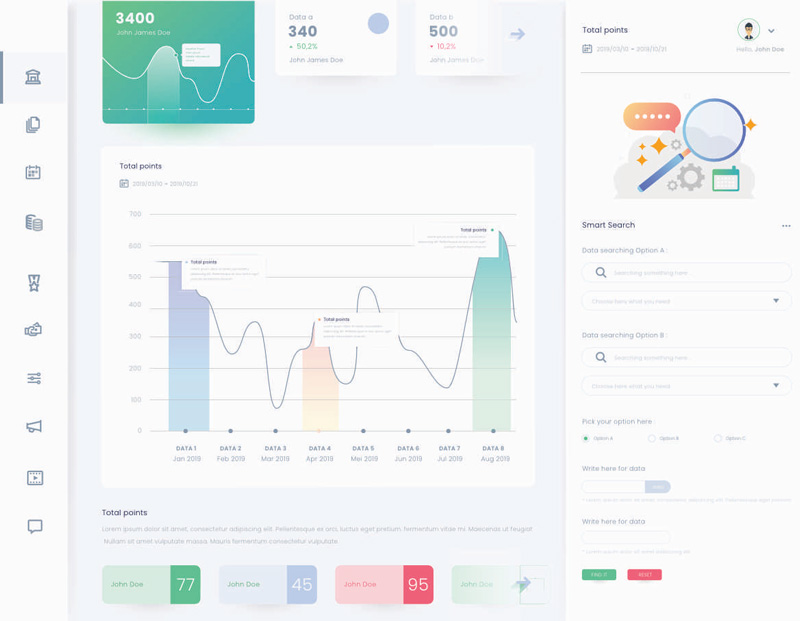 3400
John James Doe
Data a
340
50,2%
John James Doe
Data b
500
10,2%
John James Doe
Total points
2019/03/10 • 2019/10/21
700
600
500
400
300
200
100
0
Total points
Total points
Total points
DATA 1
Jan 2019
DATA 2
Feb 2019
DATA 3
Mar 2019
DATA 4
Apr 2019
DATA 5
Mei 2019
DATA 6
Jun 2019
DATA 7
Jul 2019
DATA 8
Aug 2019
Total points
Lorem ipsum dolor sit amet, consectetur adipiscing elit. Pellentesque ex orci, luctus eget pretium, fermentum vitae mi. Maecenas ut feugiat
Nullam sit amet vulputate massa. Mauris fermentum consectetur vulputate.
John Doe
77
John Doe
45
John Doe
95
John Doe
Total points
2019/03/10 • 2019/10/21
Hello, John Doe
Smart Search
Data searching Option A :
Searching something here
Choose here what you need
Data searching Option B :
Searching something here
Choose here what you need
Pick your option here
Option A
Option B
Option C
Write here for data
Write here for data
FIND IT
RESET